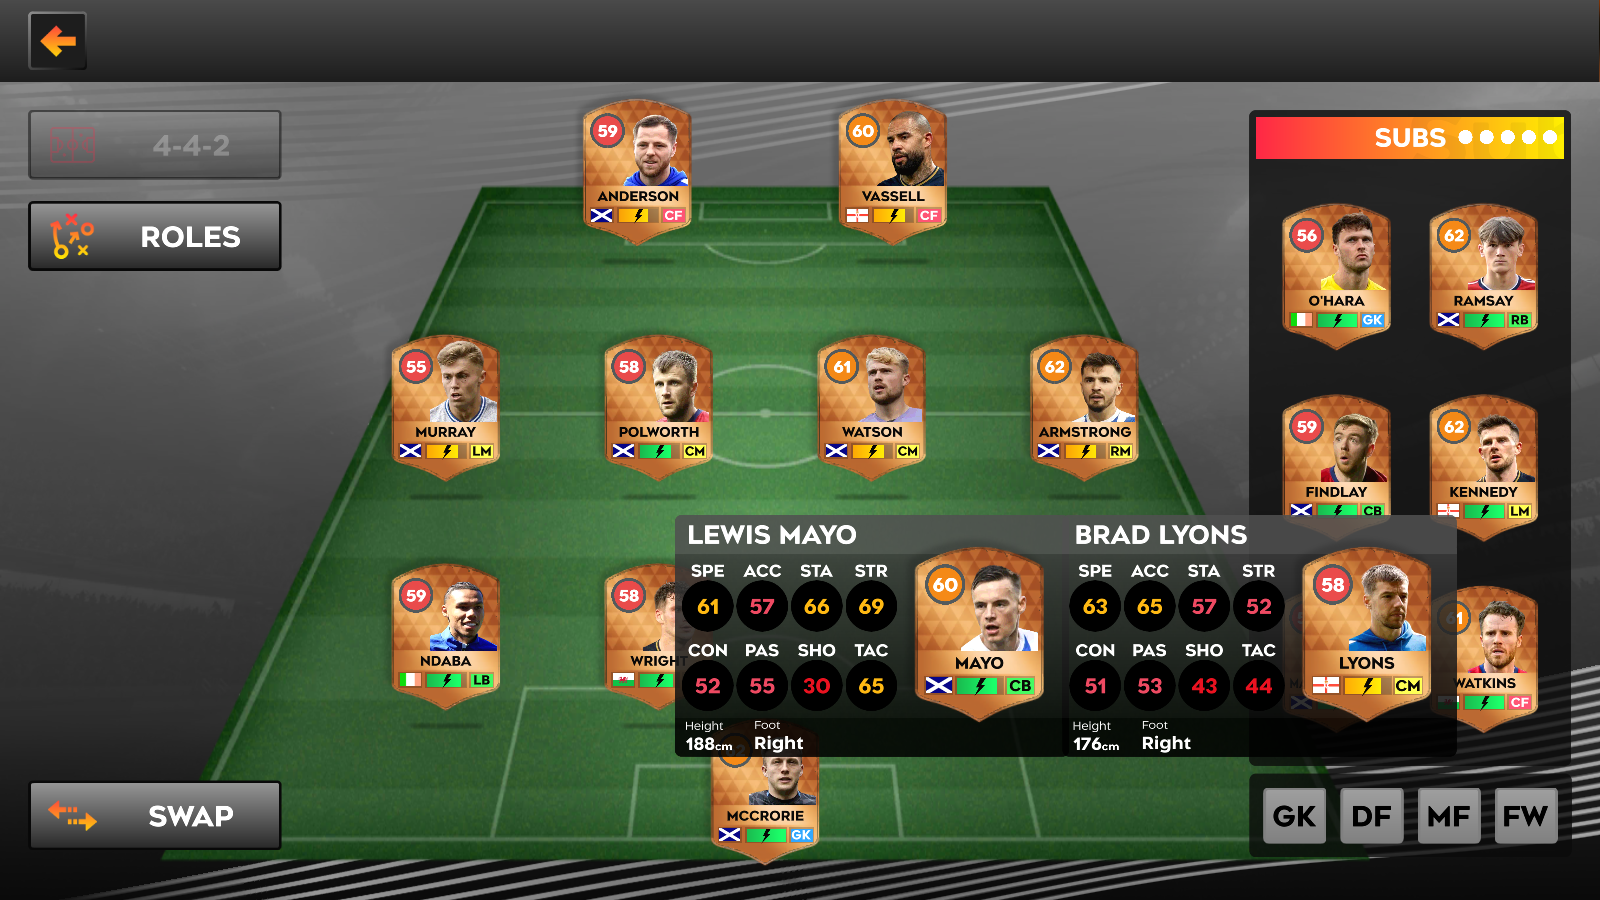 4-4-2
ROLES
SWAP
59
ANDERSON
CF
60
VASSELL
CF
SUBS
56
O'HARA
GK
62
RAMSAY
RB
55
MURRAY
LM
58
POLWORTH
CM
61
WATSON
CM
62
ARMSTRONG
RM
59
FINDLAY
CB
62
KENNEDY
LM
59
NDABA
LB
58
WRIGHT
LEWIS MAYO
SPE ACC STA STR
61 57 66 69
CON PAS SHO TAC
52 55 30 65
Height Foot
188cm Right
60
MAYO
CB
BRAD LYONS
SPE ACC STA STR
63 65 57 52
CON PAS SHO TAC
51 53 43 44
Height Foot
176cm Right
58
LYONS
CM
61
WATKINS
CF
MCCRORIE
GK
GK DF MF FW